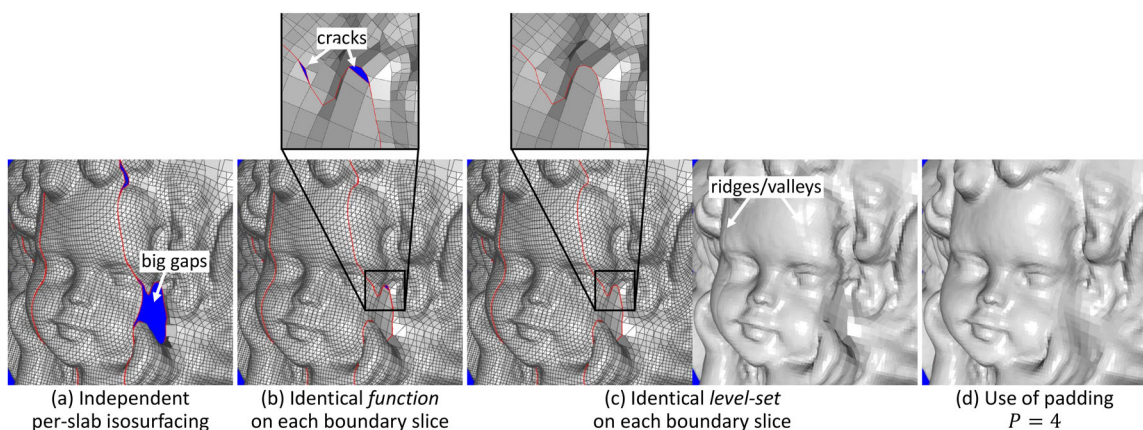 cracks
big gaps
ridges/valleys
(a) Independent
per-slab isosurfacing
(b) Identical function
on each boundary slice
(c) Identical level-set
on each boundary slice
(d) Use of padding
P = 4